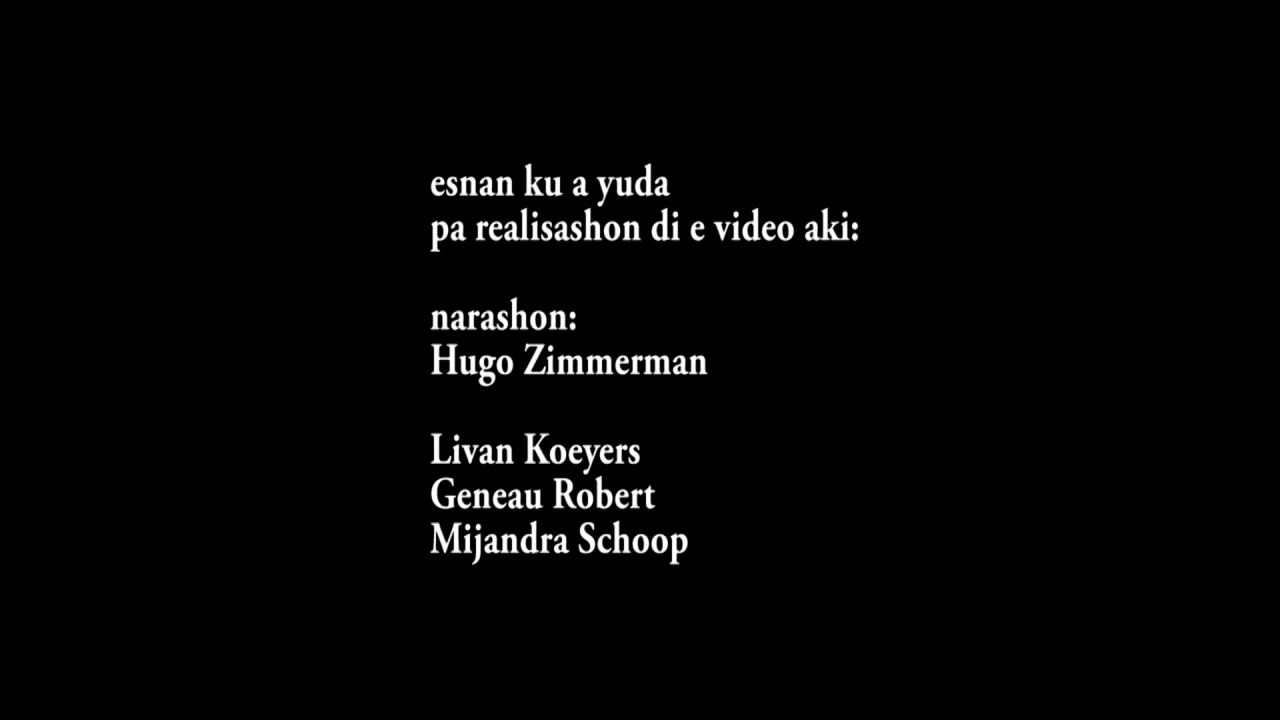 esnan ku a yuda
pa realisashon di e video aki:
narashon:
Hugo Zimmerman
Livan Koeyers
Geneau Robert
Mijandra Schoop